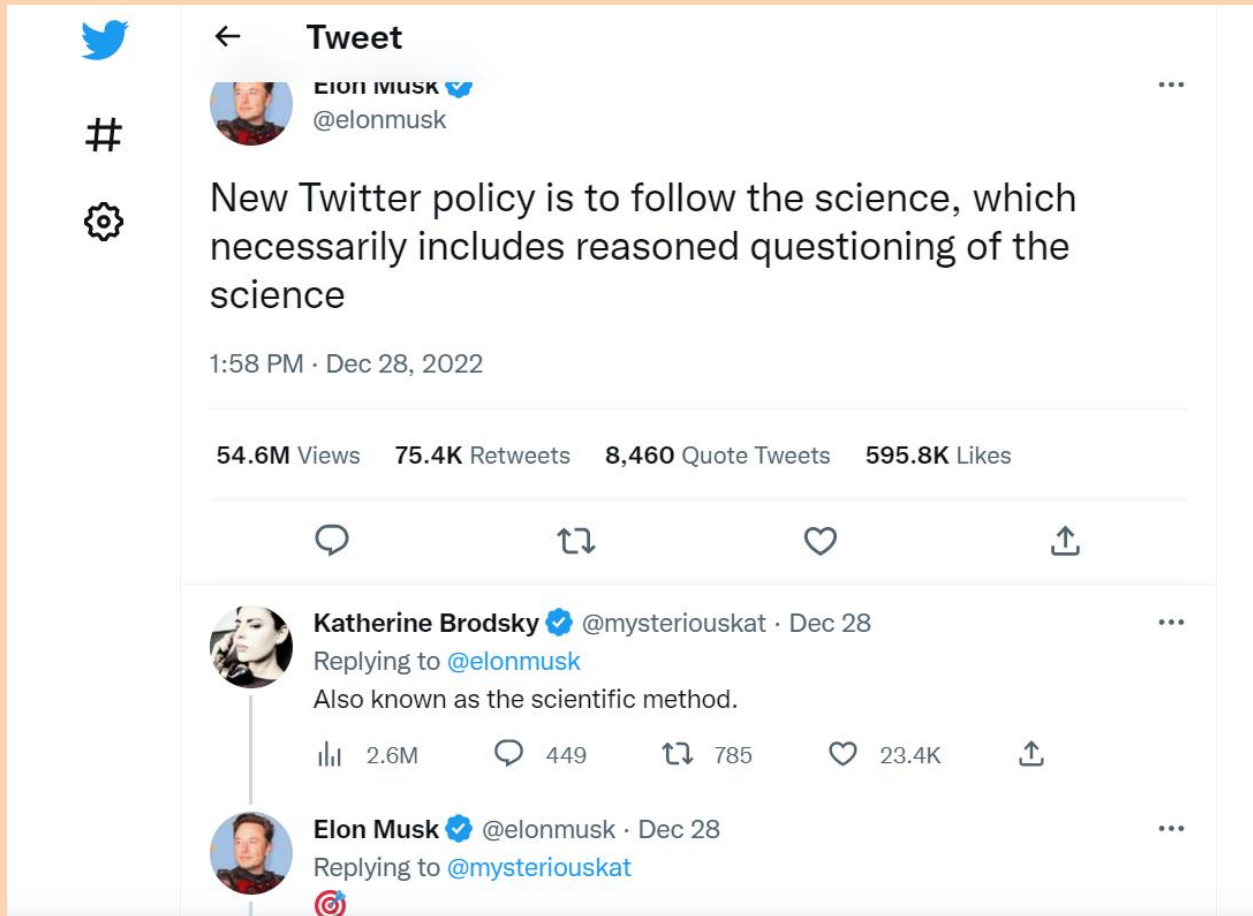 Tweet
Elon Musk
@elonmusk
New Twitter policy is to follow the science, which
necessarily includes reasoned questioning of the
science
1:58 PM · Dec 28, 2022
54.6M Views 75.4K Retweets 8,460 Quote Tweets 595.8K Likes
Katherine Brodsky @mysteriouskat · Dec 28
Replying to @elonmusk
Also known as the scientific method.
2.6M 449 785 23.4K
Elon Musk @elonmusk · Dec 28
Replying to @mysteriouskat
🎯